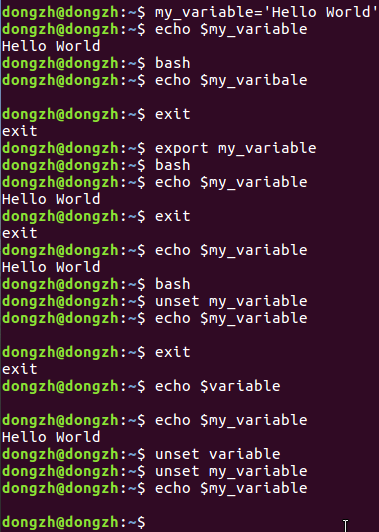 dongzh@dongzh:~$ my_variable='Hello World'
dongzh@dongzh:~$ echo $my_variable
Hello World
dongzh@dongzh:~$ bash
dongzh@dongzh:~$ echo $my_varibale

dongzh@dongzh:~$ exit
exit
dongzh@dongzh:~$ export my_variable
dongzh@dongzh:~$ bash
dongzh@dongzh:~$ echo $my_variable
Hello World
dongzh@dongzh:~$ exit
exit
dongzh@dongzh:~$ echo $my_variable
Hello World
dongzh@dongzh:~$ bash
dongzh@dongzh:~$ unset my_variable
dongzh@dongzh:~$ echo $my_variable

dongzh@dongzh:~$ exit
exit
dongzh@dongzh:~$ echo $variable

dongzh@dongzh:~$ echo $my_variable
Hello World
dongzh@dongzh:~$ unset variable
dongzh@dongzh:~$ unset my_variable
dongzh@dongzh:~$ echo $my_variable

dongzh@dongzh:~$